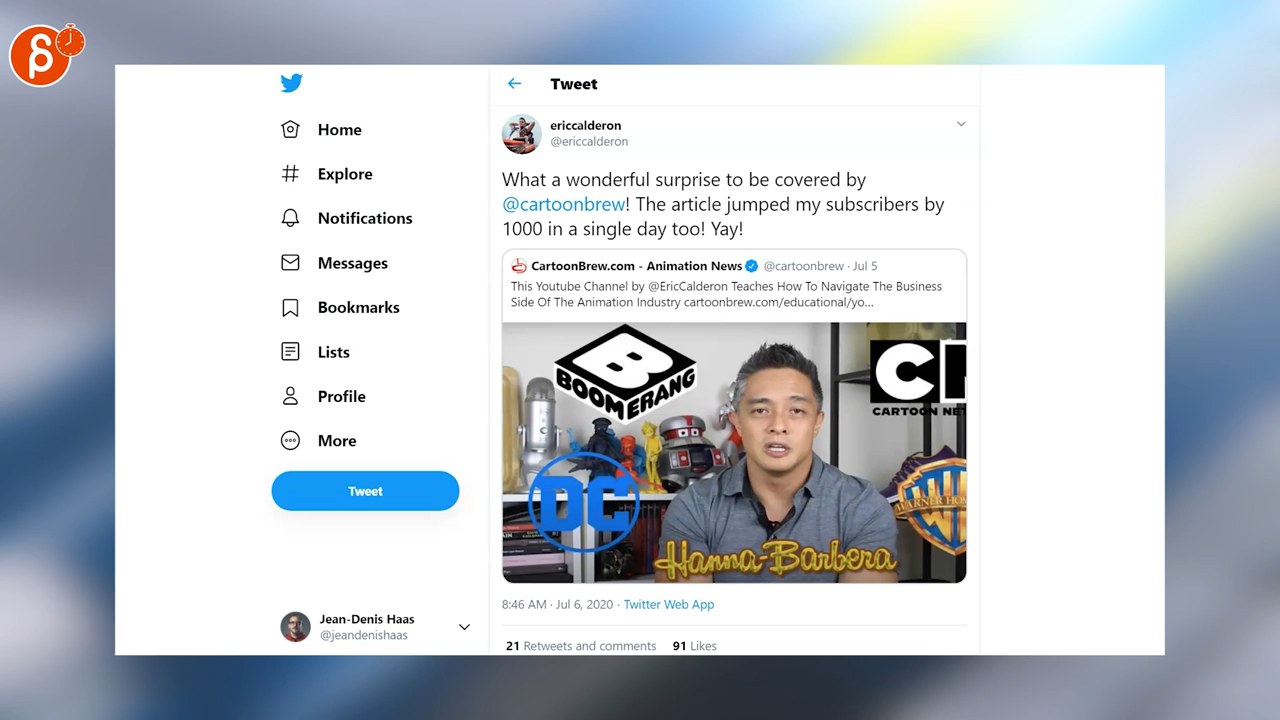 Tweet
Home
Explore
Notifications
Messages
Bookmarks
Lists
Profile
More
Tweet
Jean-Denis Haas
@jeandenishaas
ericcalderon
@ericcalderon
What a wonderful surprise to be covered by
@cartoonbrew! The article jumped my subscribers by
1000 in a single day too! Yay!
CartoonBrew.com - Animation News @cartoonbrew · Jul 5
This Youtube Channel by @EricCalderon Teaches How To Navigate The Business
Side Of The Animation Industry cartoonbrew.com/educational/yo...
B
BOOMERANG
C
CARTOON NET
DC
WARNER HO
WB
Hanna-Barbera
8:46 AM · Jul 6, 2020 · Twitter Web App
21 Retweets and comments 91 Likes